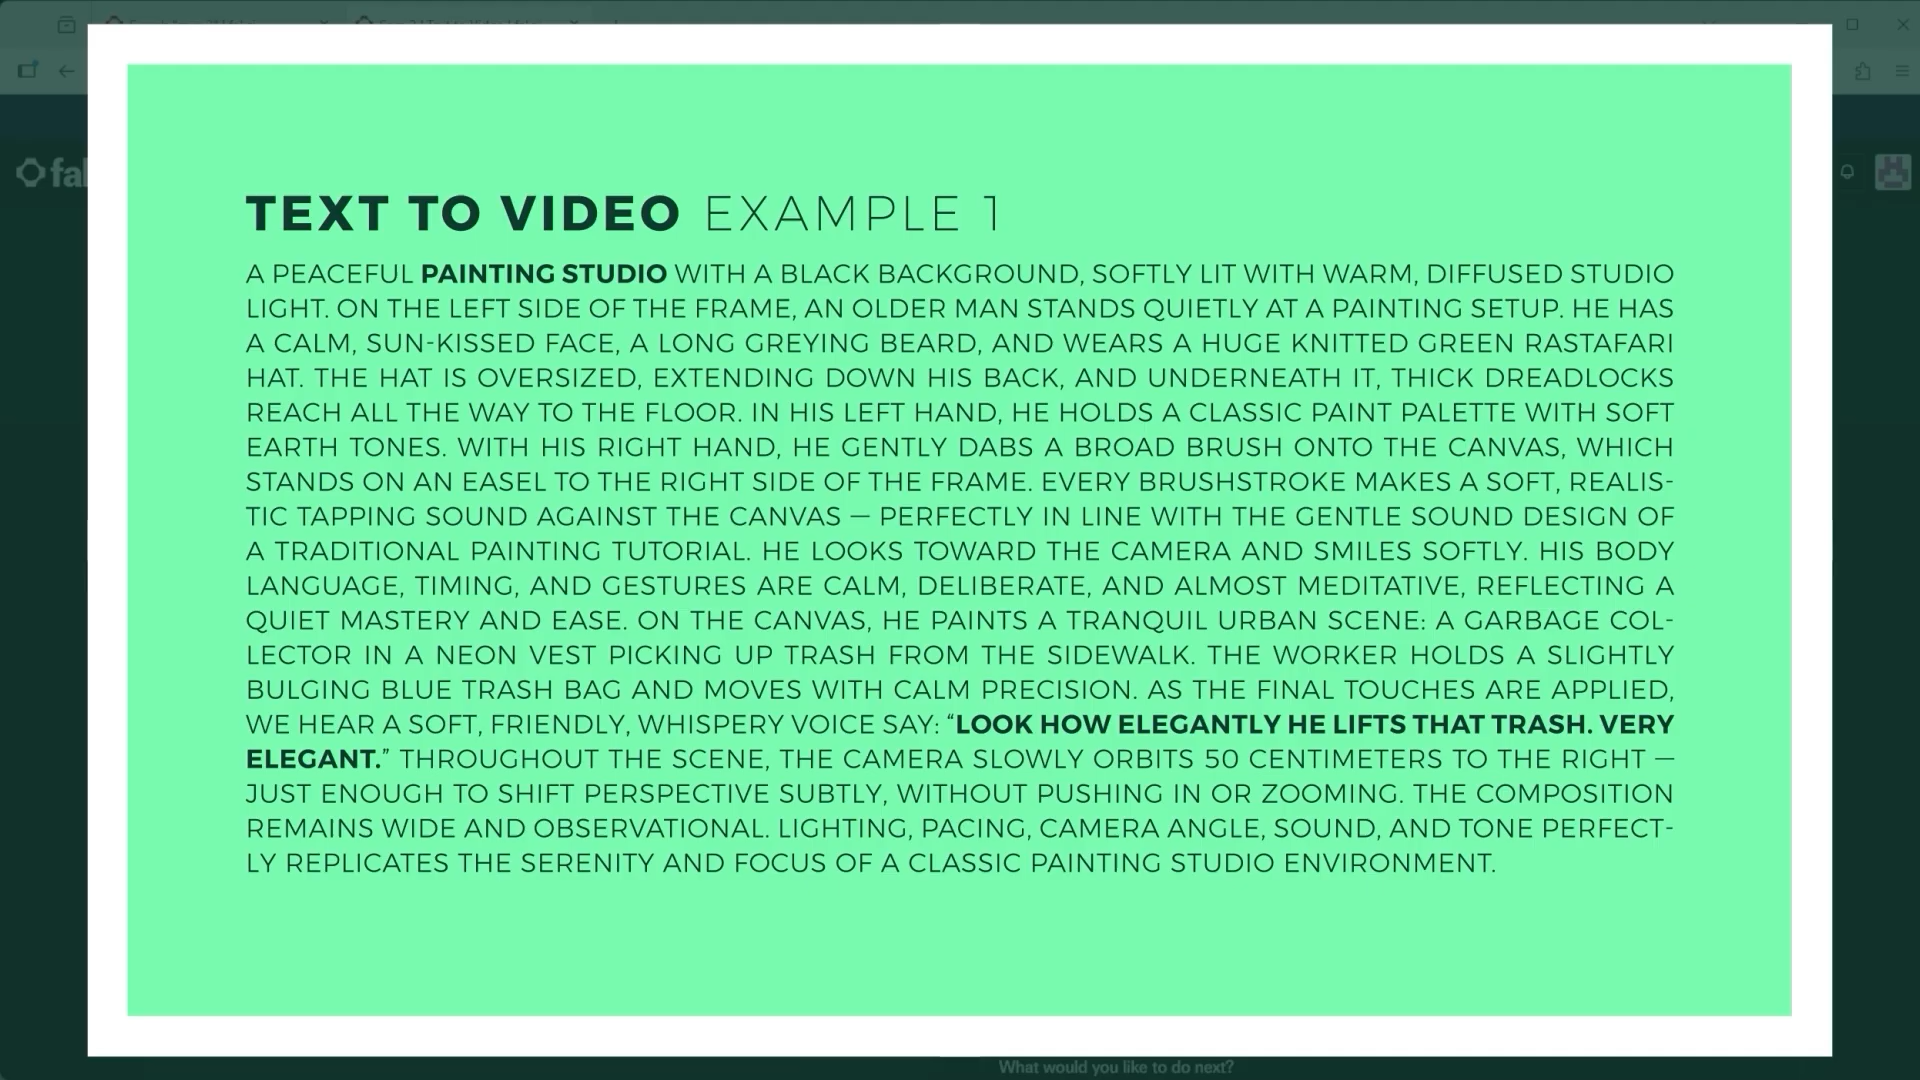 fal
TEXT TO VIDEO EXAMPLE 1
A PEACEFUL PAINTING STUDIO WITH A BLACK BACKGROUND, SOFTLY LIT WITH WARM, DIFFUSED STUDIO
LIGHT. ON THE LEFT SIDE OF THE FRAME, AN OLDER MAN STANDS QUIETLY AT A PAINTING SETUP. HE HAS
A CALM, SUN-KISSED FACE, A LONG GREYING BEARD, AND WEARS A HUGE KNITTED GREEN RASTAFARI
HAT. THE HAT IS OVERSIZED, EXTENDING DOWN HIS BACK, AND UNDERNEATH IT, THICK DREADLOCKS
REACH ALL THE WAY TO THE FLOOR. IN HIS LEFT HAND, HE HOLDS A CLASSIC PAINT PALETTE WITH SOFT
EARTH TONES. WITH HIS RIGHT HAND, HE GENTLY DABS A BROAD BRUSH ONTO THE CANVAS, WHICH
STANDS ON AN EASEL TO THE RIGHT SIDE OF THE FRAME. EVERY BRUSHSTROKE MAKES A SOFT, REALIS-
TIC TAPPING SOUND AGAINST THE CANVAS — PERFECTLY IN LINE WITH THE GENTLE SOUND DESIGN OF
A TRADITIONAL PAINTING TUTORIAL. HE LOOKS TOWARD THE CAMERA AND SMILES SOFTLY. HIS BODY
LANGUAGE, TIMING, AND GESTURES ARE CALM, DELIBERATE, AND ALMOST MEDITATIVE, REFLECTING A
QUIET MASTERY AND EASE. ON THE CANVAS, HE PAINTS A TRANQUIL URBAN SCENE: A GARBAGE COL-
LECTOR IN A NEON VEST PICKING UP TRASH FROM THE SIDEWALK. THE WORKER HOLDS A SLIGHTLY
BULGING BLUE TRASH BAG AND MOVES WITH CALM PRECISION. AS THE FINAL TOUCHES ARE APPLIED,
WE HEAR A SOFT, FRIENDLY, WHISPERY VOICE SAY: “LOOK HOW ELEGANTLY HE LIFTS THAT TRASH. VERY
ELEGANT.” THROUGHOUT THE SCENE, THE CAMERA SLOWLY ORBITS 50 CENTIMETERS TO THE RIGHT —
JUST ENOUGH TO SHIFT PERSPECTIVE SUBTLY, WITHOUT PUSHING IN OR ZOOMING. THE COMPOSITION
REMAINS WIDE AND OBSERVATIONAL. LIGHTING, PACING, CAMERA ANGLE, SOUND, AND TONE PERFECT-
LY REPLICATES THE SERENITY AND FOCUS OF A CLASSIC PAINTING STUDIO ENVIRONMENT.
What would you like to do next?